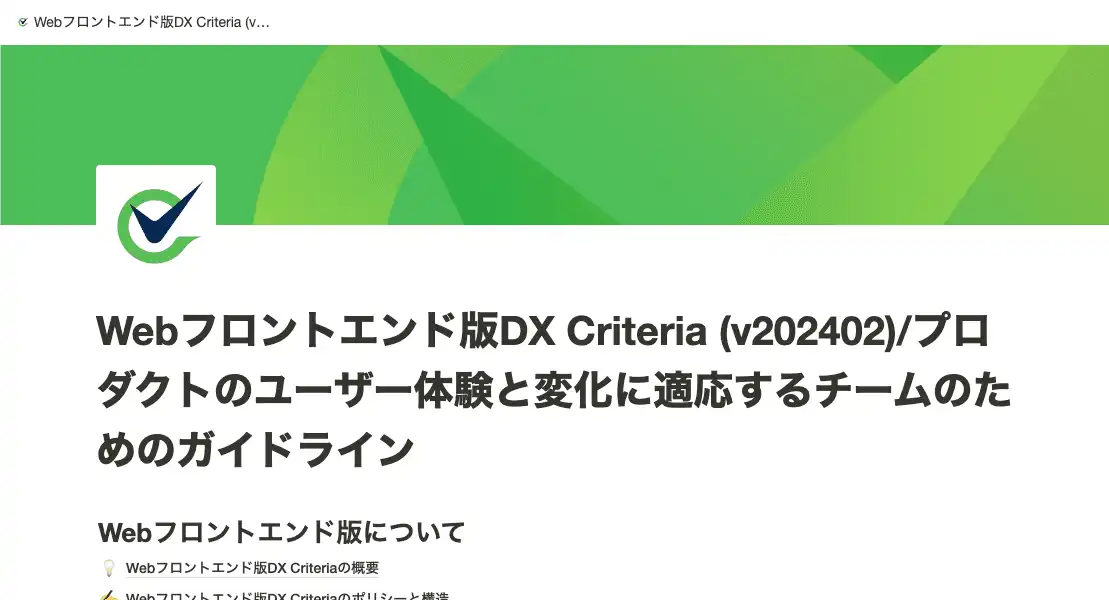 Webフロントエンド版DX Criteria (v…
Webフロントエンド版DX Criteria (v202402)/プロ
ダクトのユーザー体験と変化に適応するチームのた
めのガイドライン
Webフロントエンド版について
Webフロントエンド版DX Criteriaの概要
Webフロントエンド版DX Criteriaのポリシーと構造